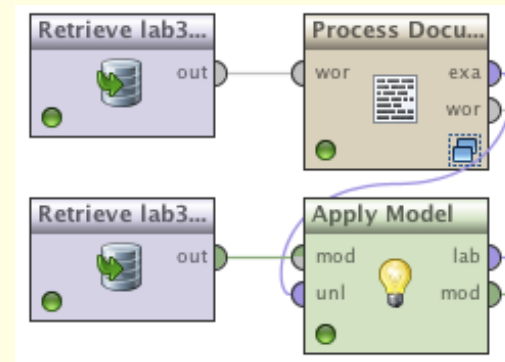 Retrieve lab3...
out
Process Docu...
wor
exa
wor
Retrieve lab3...
out
Apply Model
mod
lab
unl
mod